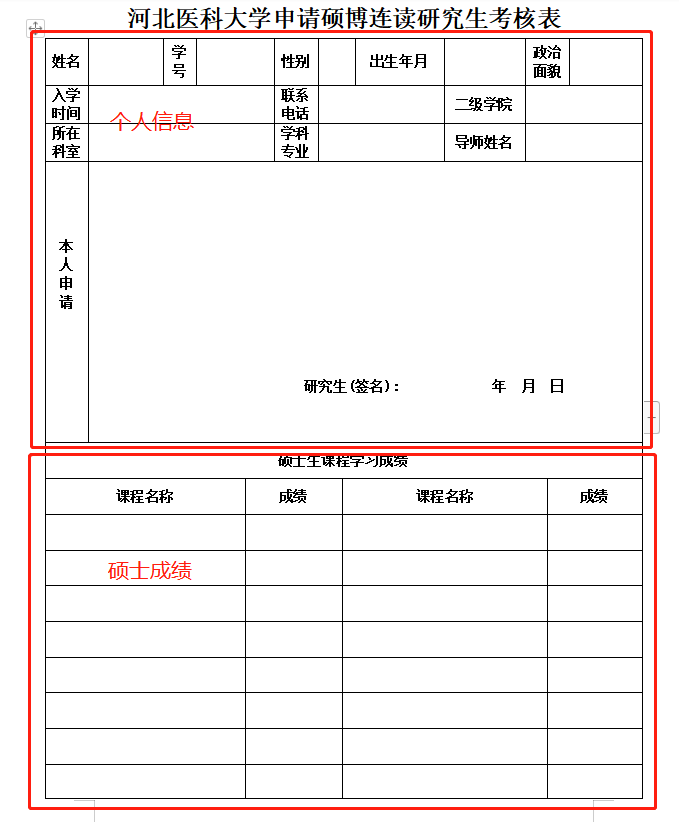 河北医科大学申请硕博连读研究生考核表
姓名 学号 性别 出生年月 政治面貌
入学时间 联系电话 二级学院
个人信息
所在科室 学科专业 导师姓名
本人申请
研究生(签名)： 年 月 日
硕士生课程学习成绩
课程名称 成绩 课程名称 成绩
硕士成绩